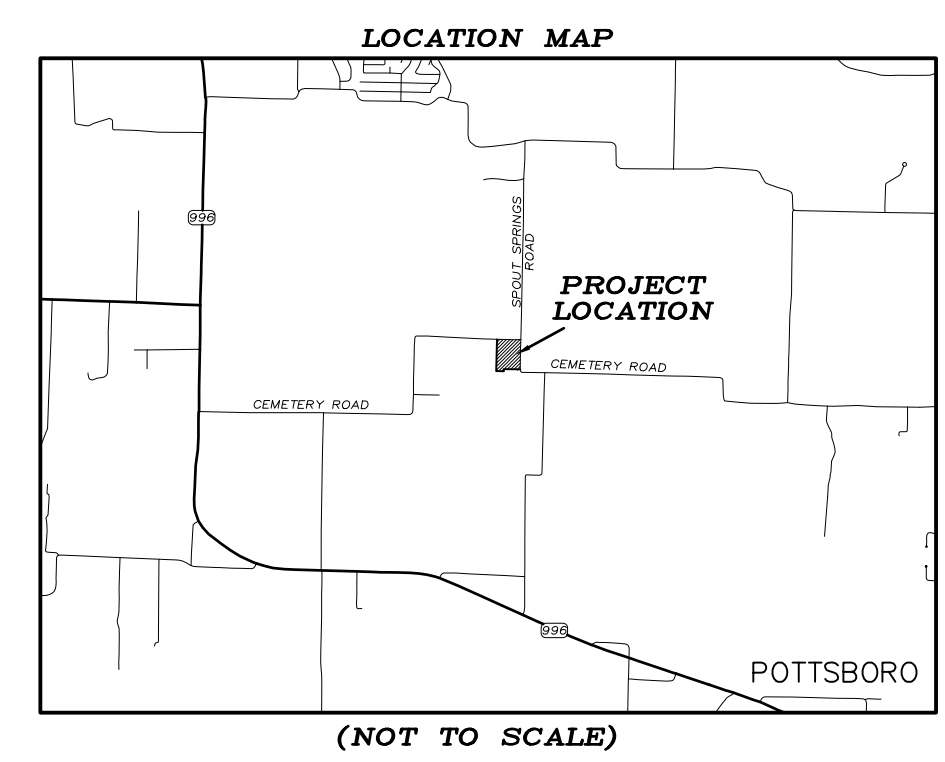 LOCATION MAP
996
SPOUT SPRINGS
ROAD
PROJECT
LOCATION
CEMETERY ROAD
CEMETERY ROAD
996
POTTSBORO
(NOT TO SCALE)